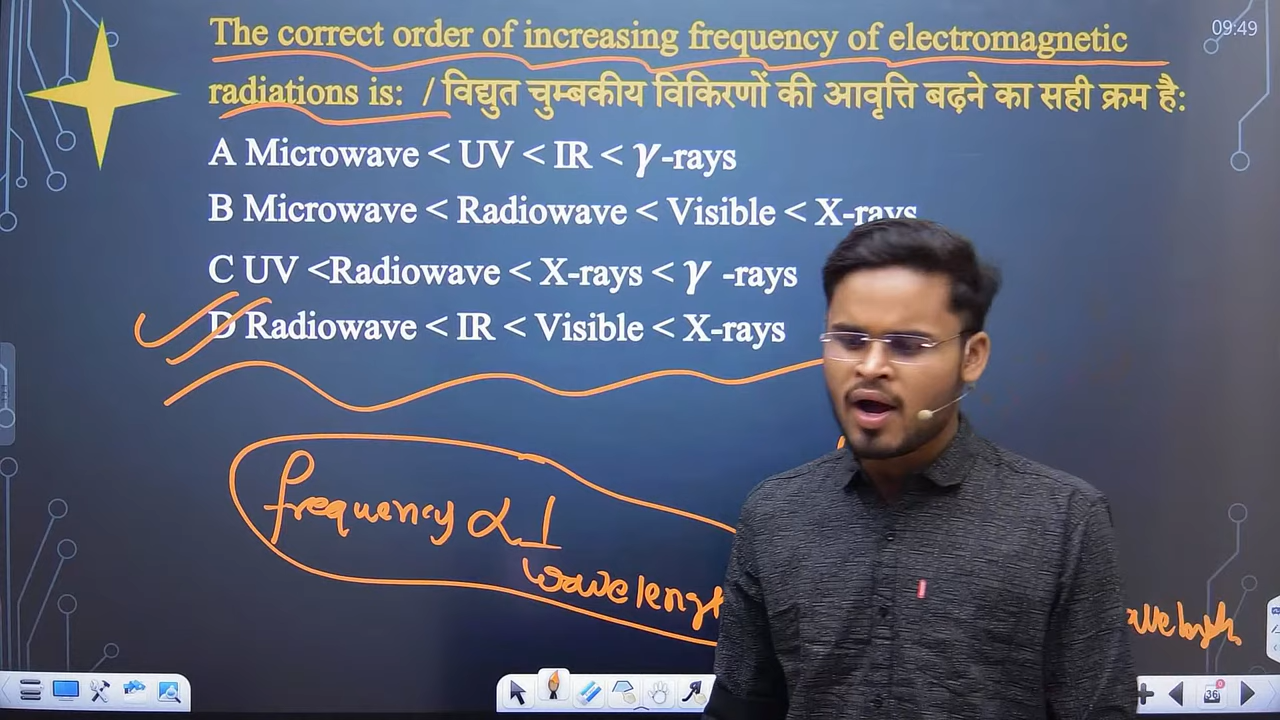 09:49
The correct order of increasing frequency of electromagnetic
radiations is: / विद्युत चुम्बकीय विकिरणों की आवृत्ति बढ़ने का सही क्रम है:
A Microwave < UV < IR < γ-rays
B Microwave < Radiowave < Visible < X-rays
C UV <Radiowave < X-rays < γ -rays
D Radiowave < IR < Visible < X-rays
frequency α 1
36